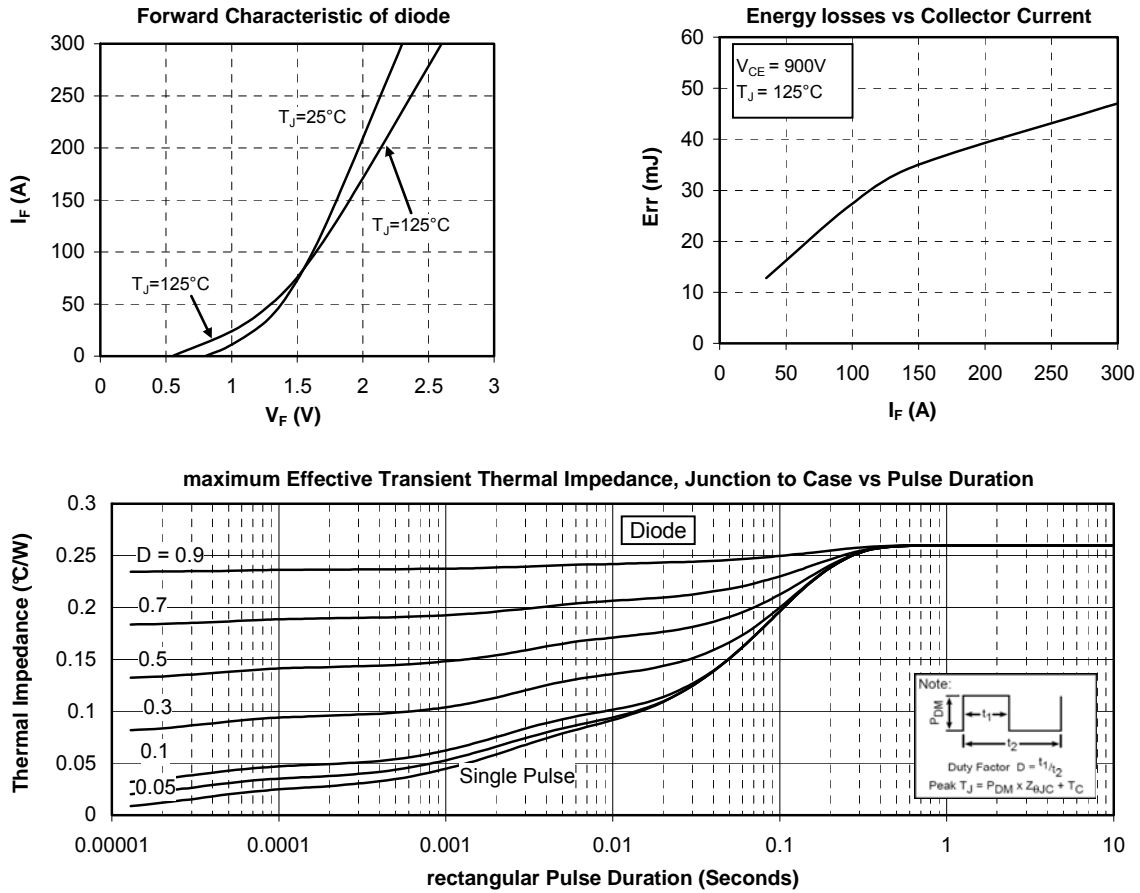 Forward Characteristic of diode
300
250
200
150
100
50
0
I_F (A)
T_J=25°C
T_J=125°C
T_J=125°C
0 0.5 1 1.5 2 2.5 3
V_F (V)
Energy losses vs Collector Current
60
50
40
30
20
10
0
Err (mJ)
V_CE = 900V
T_J = 125°C
0 50 100 150 200 250 300
I_F (A)
maximum Effective Transient Thermal Impedance, Junction to Case vs Pulse Duration
0.3
0.25
0.2
0.15
0.1
0.05
0
Thermal Impedance (°C/W)
Diode
D = 0.9
0.7
0.5
0.3
0.1
0.05
Single Pulse
Note:
P_DM
t_1
t_2
Duty Factor D = t_1/t_2
Peak T_J = P_DM x Z_θJC + T_C
0.00001 0.0001 0.001 0.01 0.1 1 10
rectangular Pulse Duration (Seconds)